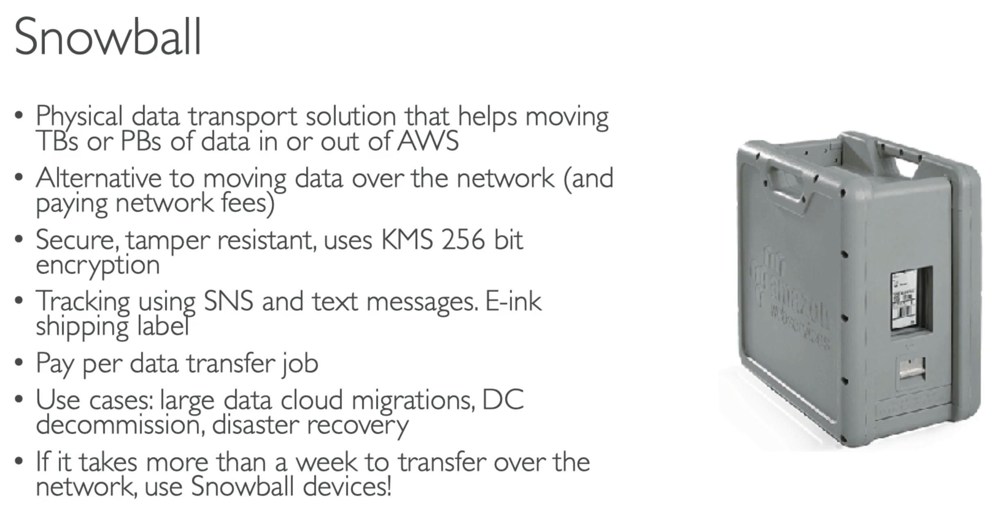 Snowball
• Physical data transport solution that helps moving
TBs or PBs of data in or out of AWS
• Alternative to moving data over the network (and
paying network fees)
• Secure, tamper resistant, uses KMS 256 bit
encryption
• Tracking using SNS and text messages. E-ink
shipping label
• Pay per data transfer job
• Use cases: large data cloud migrations, DC
decommission, disaster recovery
• If it takes more than a week to transfer over the
network, use Snowball devices!
amazon
webservices